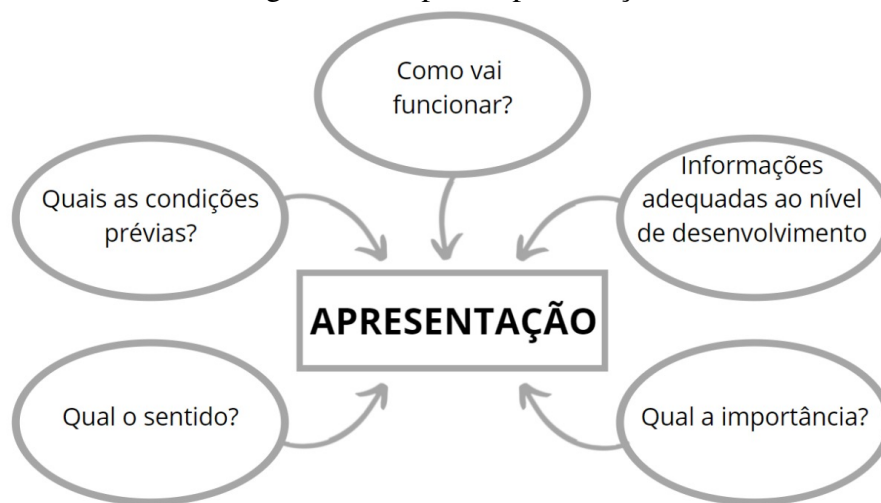 Como vai
funcionar?
Quais as condições
prévias?
Informações
adequadas ao nível
de desenvolvimento
APRESENTAÇÃO
Qual o sentido?
Qual a importância?